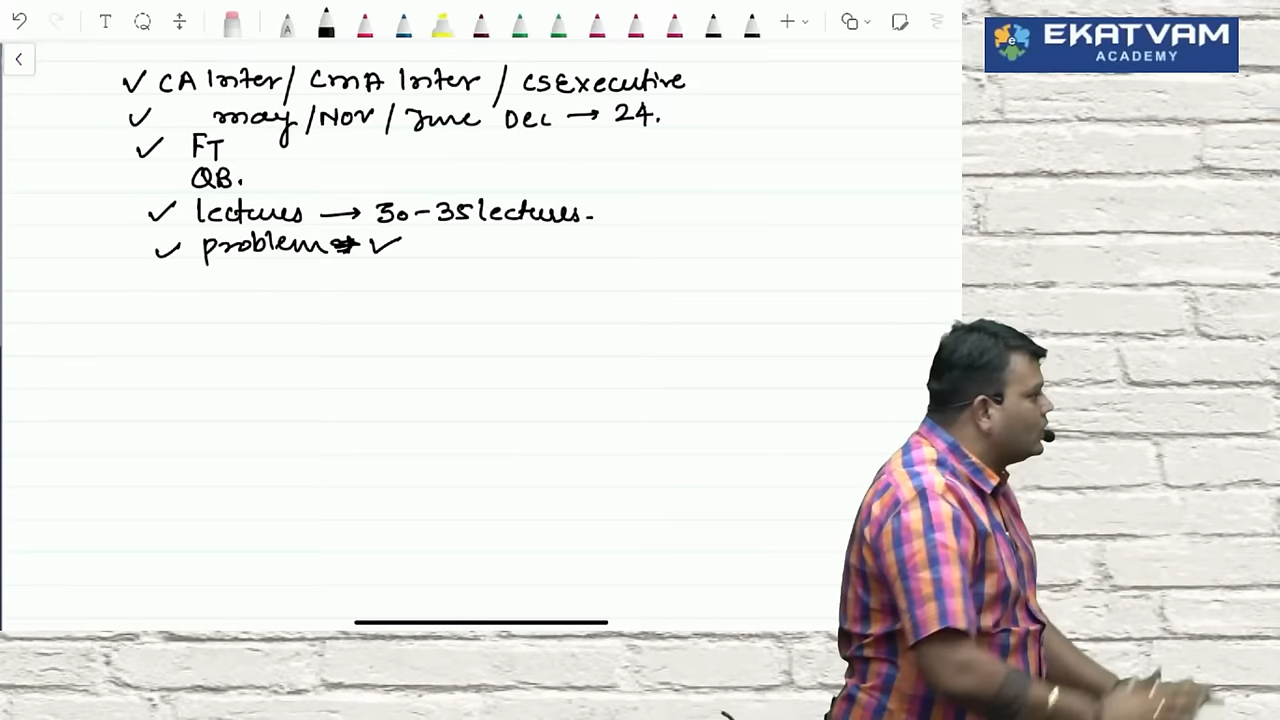 EKATVAM
ACADEMY
✓ CA Inter / CMA Inter / CS Executive
✓ may / Nov / June Dec → 24.
✓ FT
QB.
✓ lectures → 30-35 lectures.
✓ problem → ✓